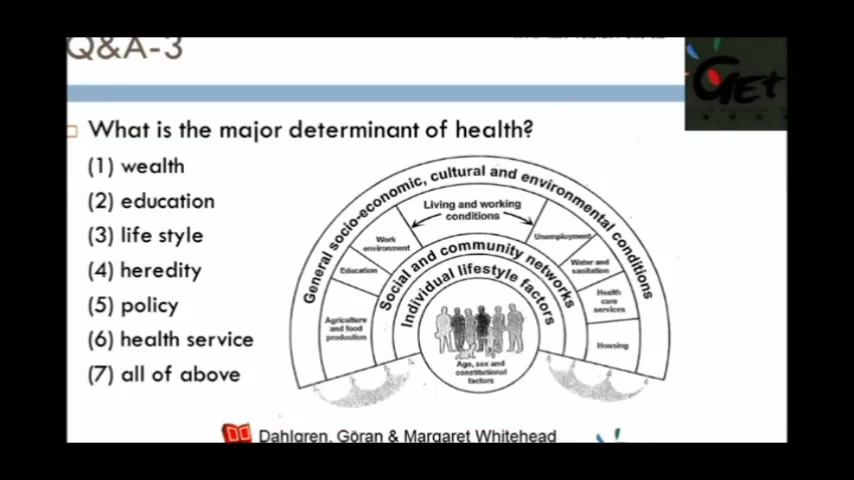 Q&A-3
GEt
What is the major determinant of health?
(1) wealth
(2) education
(3) life style
(4) heredity
(5) policy
(6) health service
(7) all of above
General socio-economic, cultural and environmental conditions
Living and working
conditions
Work
environment
Unemployment
Education
Water and
sanitation
Social and community networks
Individual lifestyle factors
Agriculture
and food
production
Health
care
services
Housing
Age, sex and
constitutional
factors
Dahlgren, Göran & Margaret Whitehead